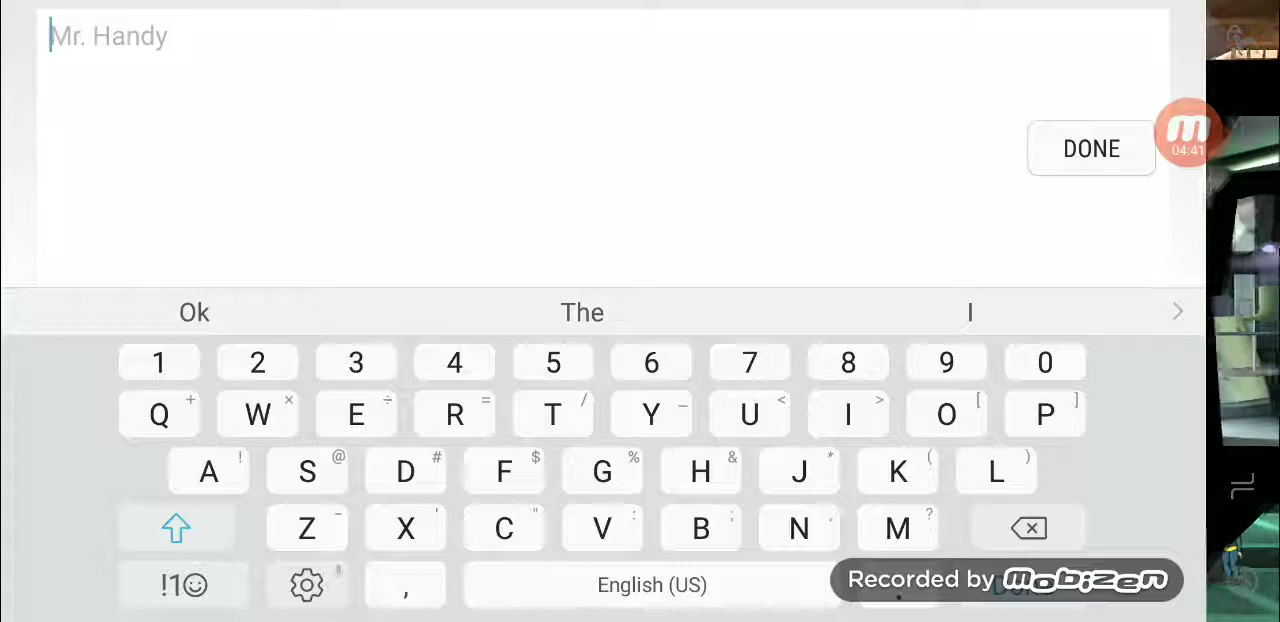 Mr. Handy
DONE
04:41
Ok The I
1 2 3 4 5 6 7 8 9 0
Q + W × E ÷ R = T / Y _ U < I > O [ P ]
A ! S @ D # F $ G % H & J * K ( L )
Z - X ' C " V : B ; N , M ?
!1☺ , English (US) .
Recorded by mobizen